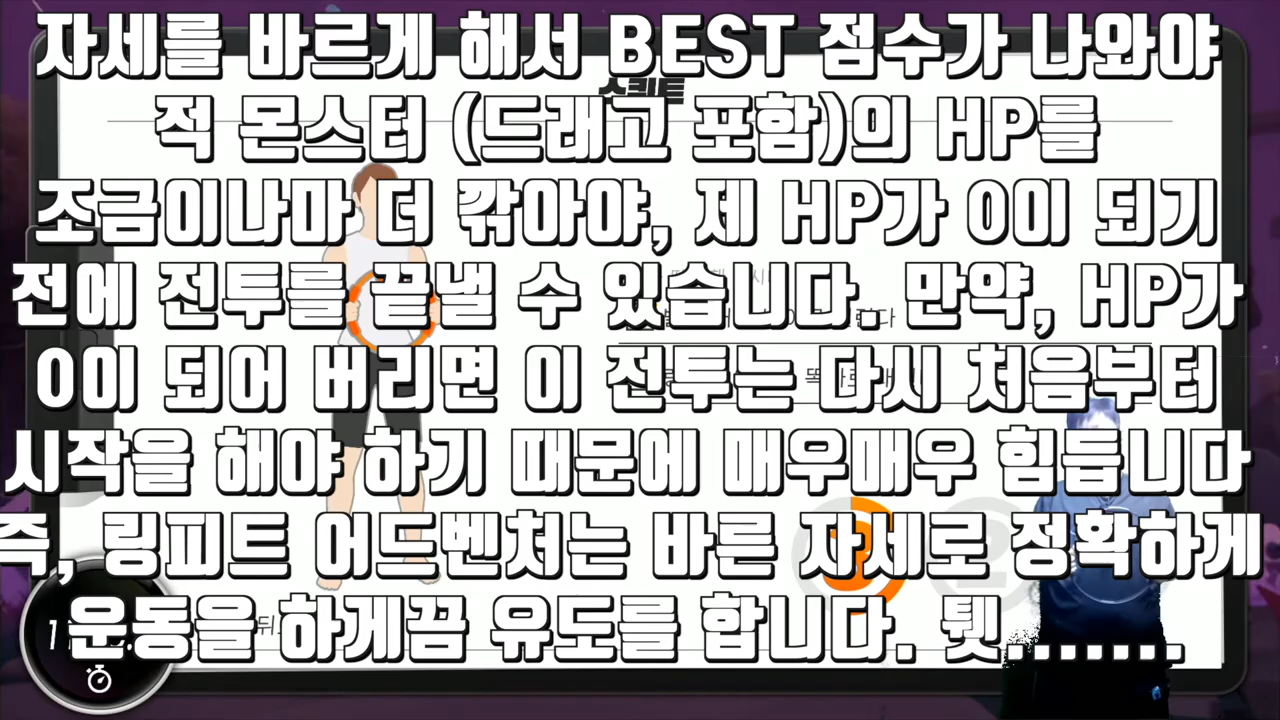 자세를 바르게 해서 BEST 점수가 나와야
스쿼트
적 몬스터 (드래고 포함)의 HP를
조금이나마 더 깎아야, 제 HP가 0이 되기
전에 전투를 끝낼 수 있습니다. 만약, HP가
0이 되어 버리면 이 전투는 다시 처음부터
시작을 해야 하기 때문에 매우매우 힘듭니다
즉, 링피트 어드벤처는 바른 자세로 정확하게
운동을 하게끔 유도를 합니다. 튓.......